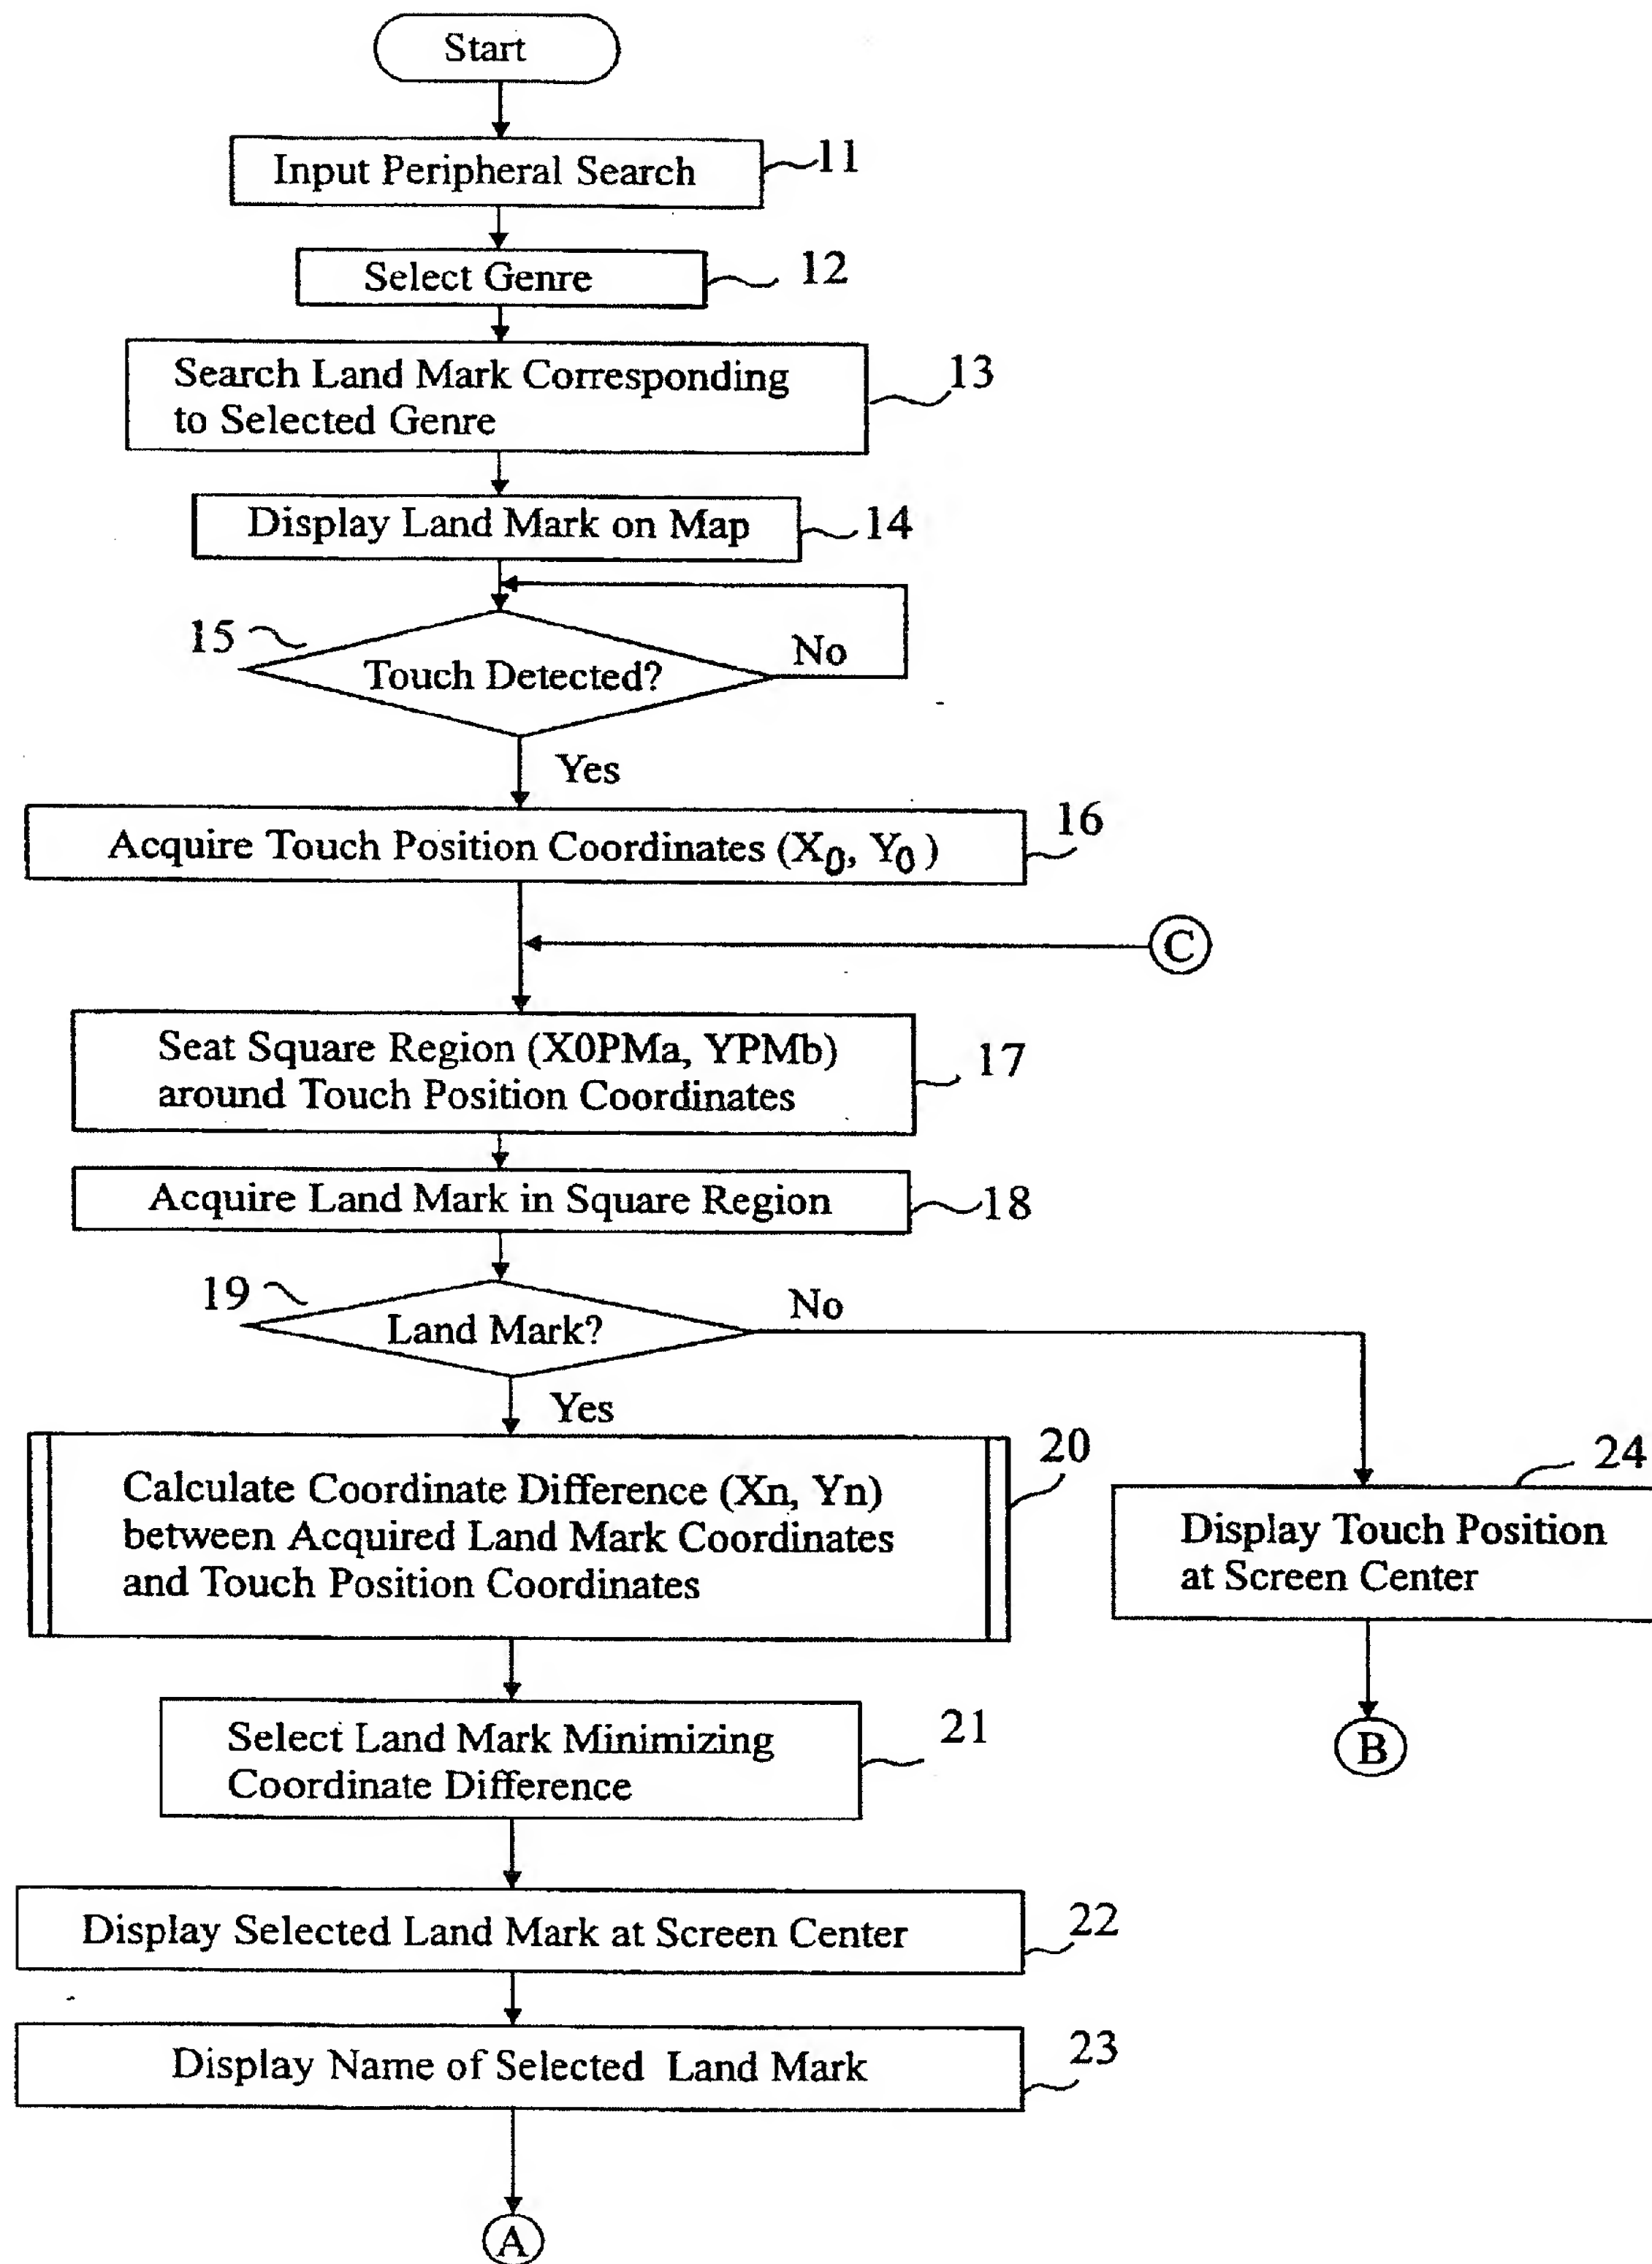 Start
Input Peripheral Search
11
Select Genre
12
Search Land Mark Corresponding
to Selected Genre
13
Display Land Mark on Map
14
15
Touch Detected?
No
Yes
Acquire Touch Position Coordinates (X0, Y0 )
16
C
Seat Square Region (X0PMa, YPMb)
around Touch Position Coordinates
17
Acquire Land Mark in Square Region
18
19
Land Mark?
No
Yes
Calculate Coordinate Difference (Xn, Yn)
between Acquired Land Mark Coordinates
and Touch Position Coordinates
20
24
Display Touch Position
at Screen Center
B
Select Land Mark Minimizing
Coordinate Difference
21
Display Selected Land Mark at Screen Center
22
Display Name of Selected Land Mark
23
A